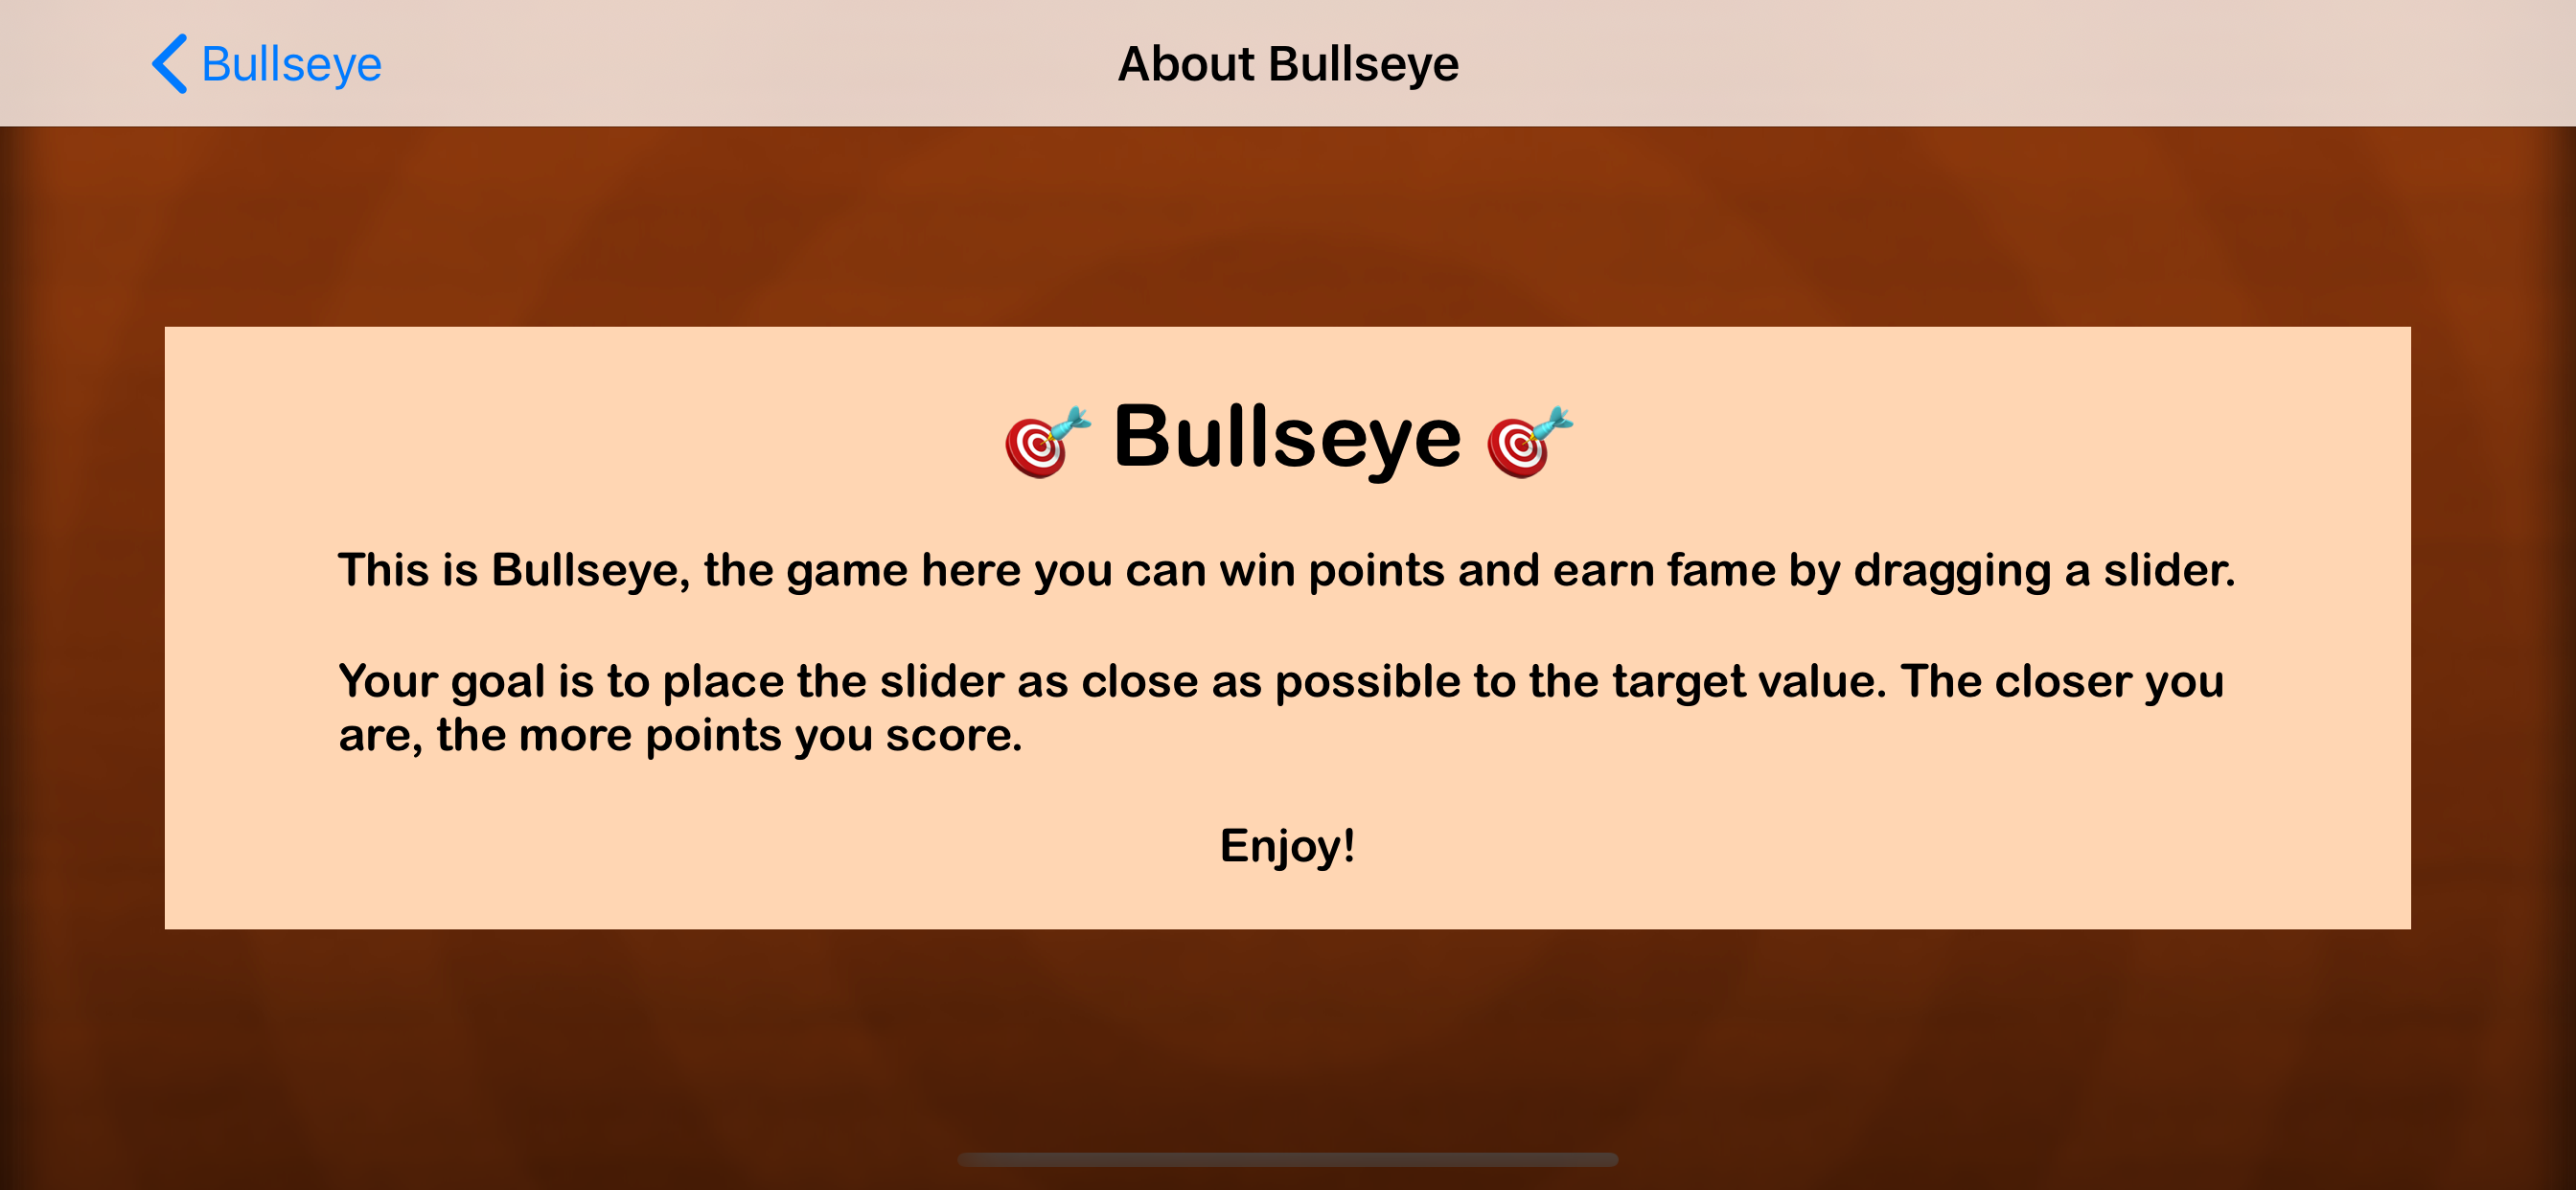 Bullseye
About Bullseye
🎯 Bullseye 🎯
This is Bullseye, the game here you can win points and earn fame by dragging a slider.
Your goal is to place the slider as close as possible to the target value. The closer you
are, the more points you score.
Enjoy!